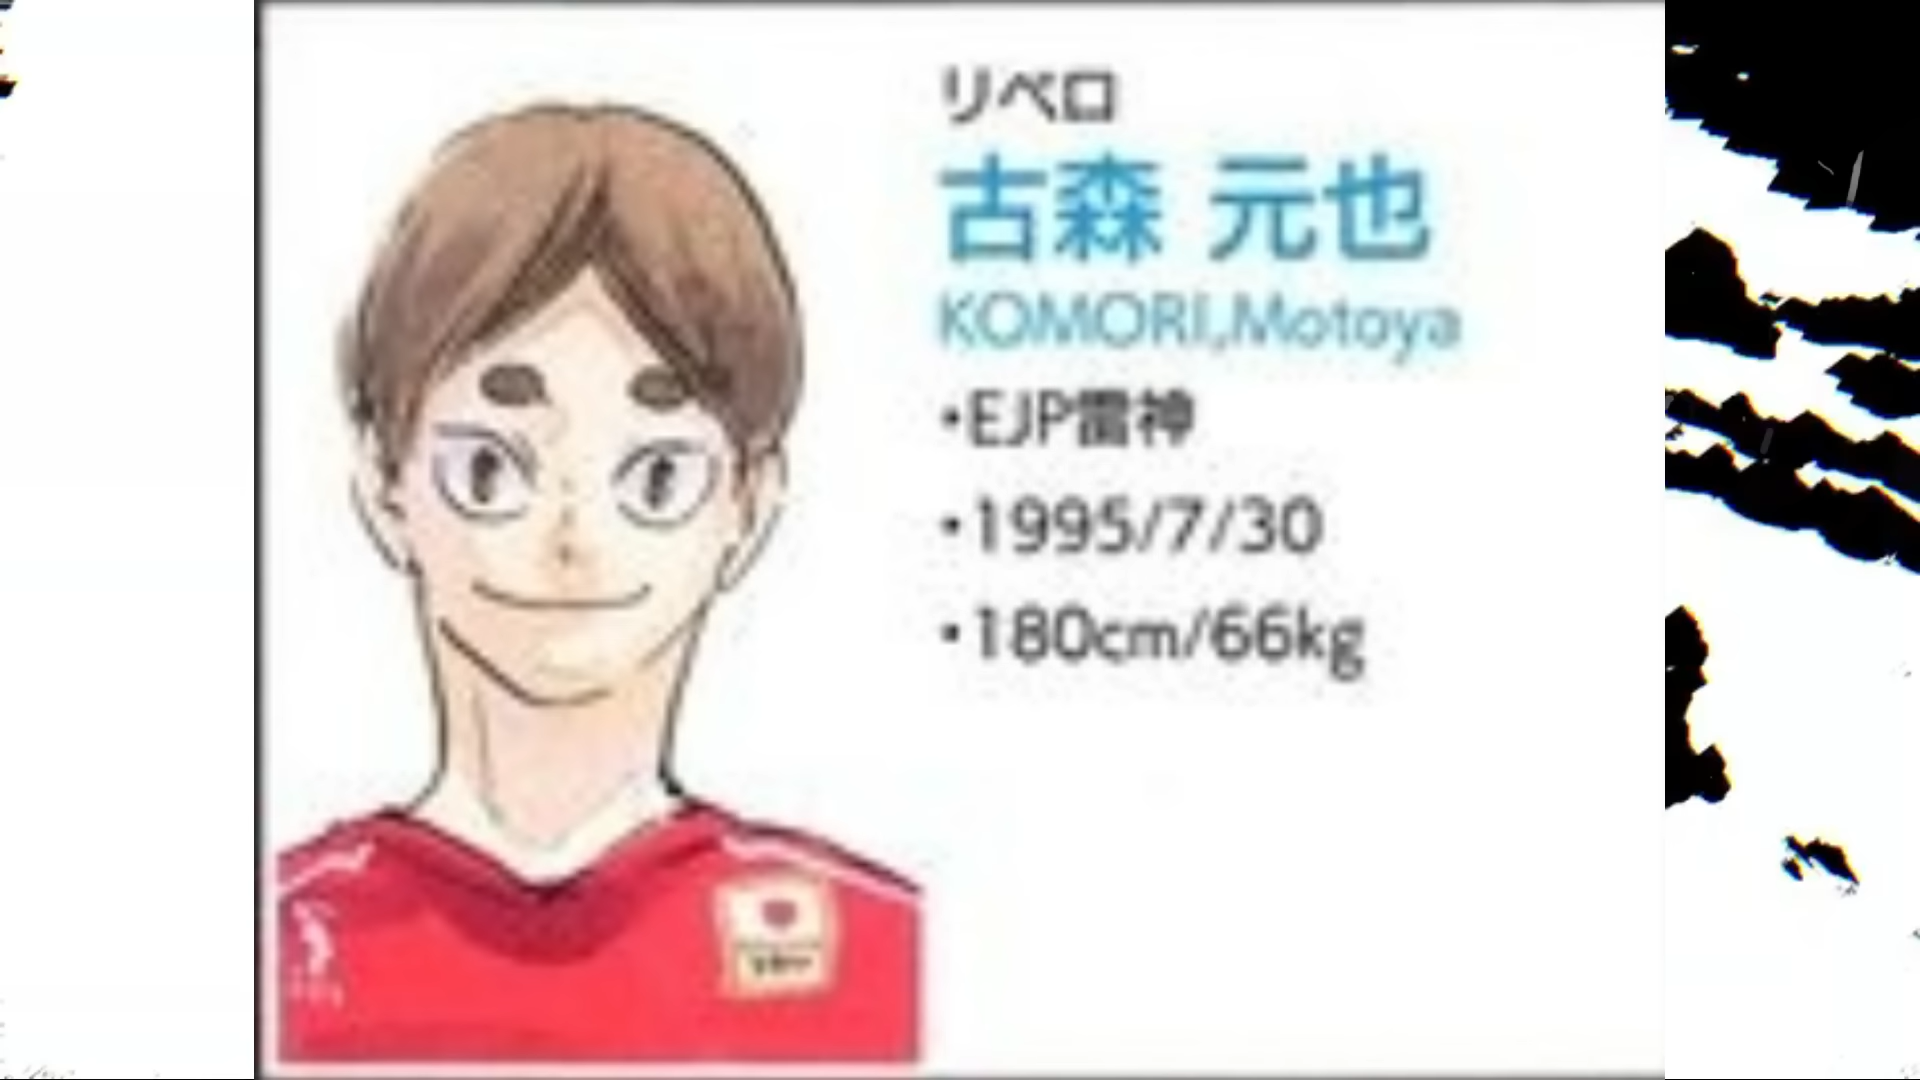 リベロ
古森 元也
KOMORI,Motoya
・EJP雷神
・1995/7/30
・180cm/66kg